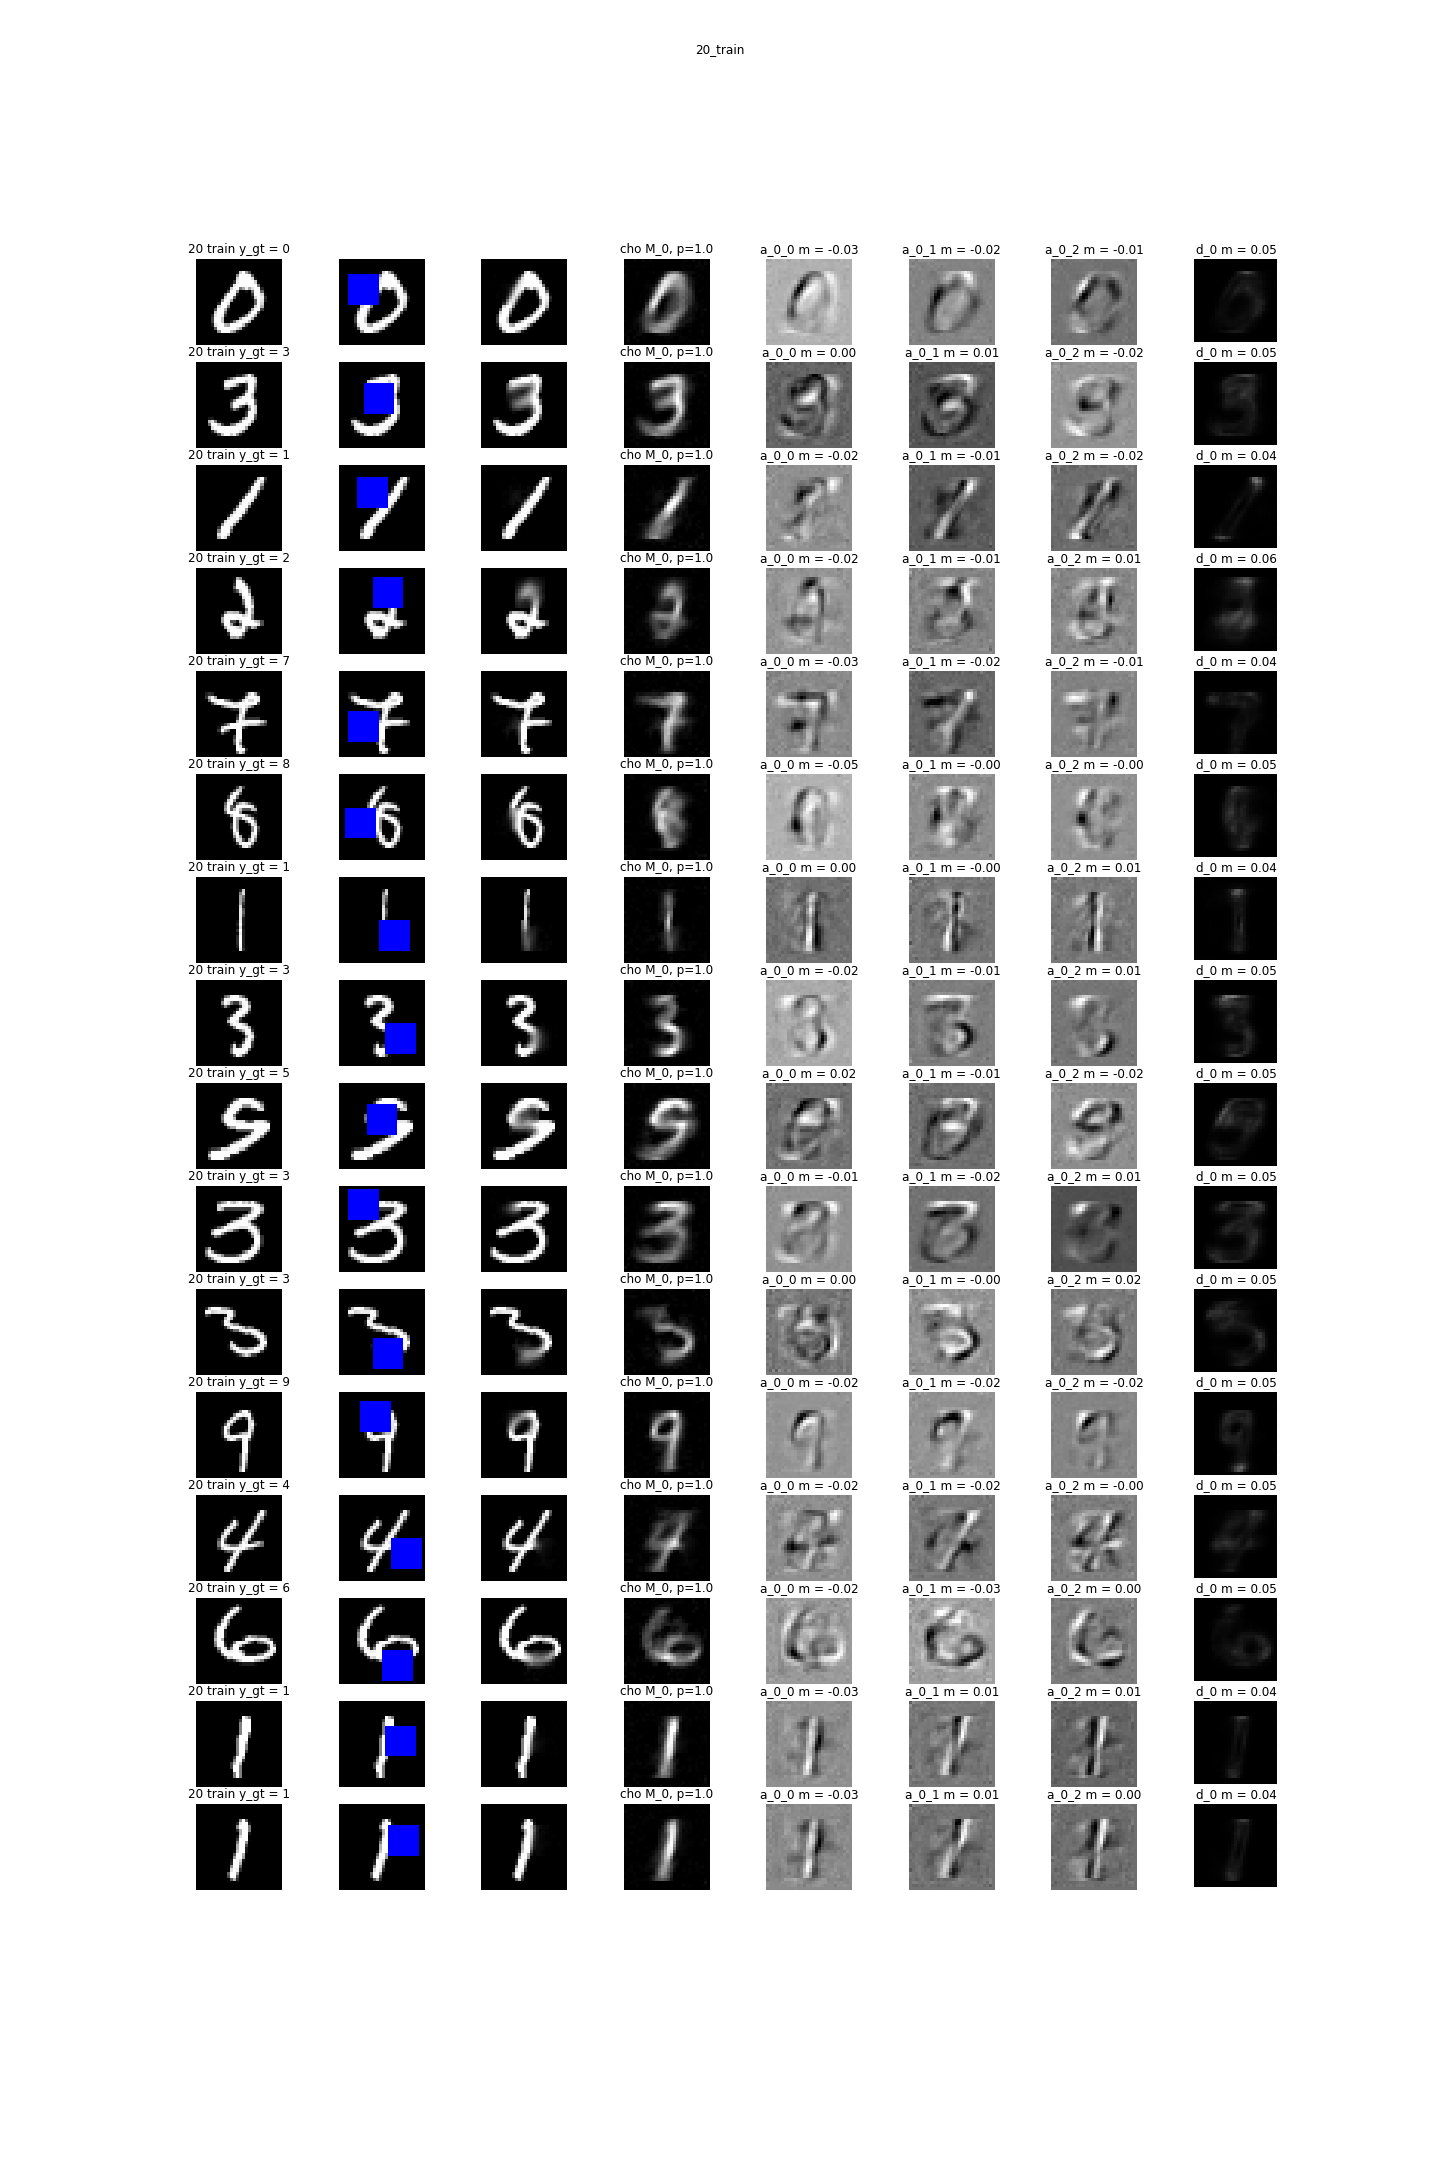 20_train
20 train y_gt = 0 cho M_0, p=1.0 a_0_0 m = -0.03 a_0_1 m = -0.02 a_0_2 m = -0.01 d_0 m = 0.05
20 train y_gt = 3 cho M_0, p=1.0 a_0_0 m = 0.00 a_0_1 m = 0.01 a_0_2 m = -0.02 d_0 m = 0.05
20 train y_gt = 1 cho M_0, p=1.0 a_0_0 m = -0.02 a_0_1 m = -0.01 a_0_2 m = -0.02 d_0 m = 0.04
20 train y_gt = 2 cho M_0, p=1.0 a_0_0 m = -0.02 a_0_1 m = -0.01 a_0_2 m = 0.01 d_0 m = 0.06
20 train y_gt = 7 cho M_0, p=1.0 a_0_0 m = -0.03 a_0_1 m = -0.02 a_0_2 m = -0.01 d_0 m = 0.04
20 train y_gt = 8 cho M_0, p=1.0 a_0_0 m = -0.05 a_0_1 m = -0.00 a_0_2 m = -0.00 d_0 m = 0.05
20 train y_gt = 1 cho M_0, p=1.0 a_0_0 m = 0.00 a_0_1 m = -0.00 a_0_2 m = 0.01 d_0 m = 0.04
20 train y_gt = 3 cho M_0, p=1.0 a_0_0 m = -0.02 a_0_1 m = -0.01 a_0_2 m = 0.01 d_0 m = 0.05
20 train y_gt = 5 cho M_0, p=1.0 a_0_0 m = 0.02 a_0_1 m = -0.01 a_0_2 m = -0.02 d_0 m = 0.05
20 train y_gt = 3 cho M_0, p=1.0 a_0_0 m = -0.01 a_0_1 m = -0.02 a_0_2 m = 0.01 d_0 m = 0.05
20 train y_gt = 3 cho M_0, p=1.0 a_0_0 m = 0.00 a_0_1 m = -0.00 a_0_2 m = 0.02 d_0 m = 0.05
20 train y_gt = 9 cho M_0, p=1.0 a_0_0 m = -0.02 a_0_1 m = -0.02 a_0_2 m = -0.02 d_0 m = 0.05
20 train y_gt = 4 cho M_0, p=1.0 a_0_0 m = -0.02 a_0_1 m = -0.02 a_0_2 m = -0.00 d_0 m = 0.05
20 train y_gt = 6 cho M_0, p=1.0 a_0_0 m = -0.02 a_0_1 m = -0.03 a_0_2 m = 0.00 d_0 m = 0.05
20 train y_gt = 1 cho M_0, p=1.0 a_0_0 m = -0.03 a_0_1 m = 0.01 a_0_2 m = 0.01 d_0 m = 0.04
20 train y_gt = 1 cho M_0, p=1.0 a_0_0 m = -0.03 a_0_1 m = 0.01 a_0_2 m = 0.00 d_0 m = 0.04